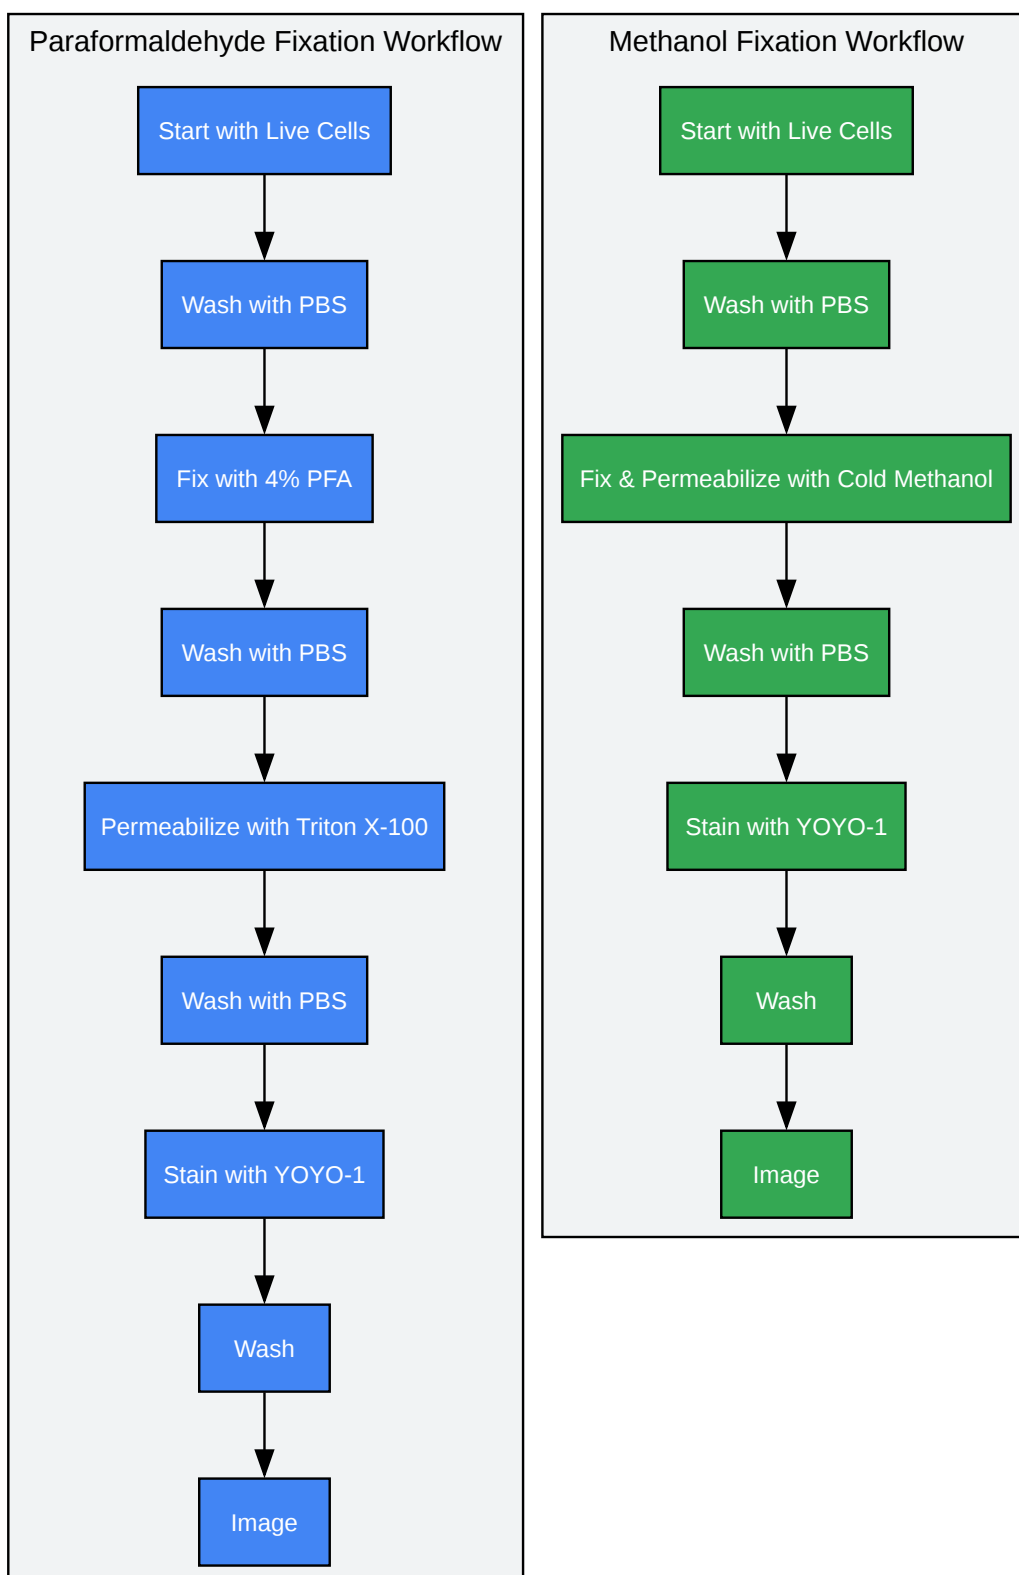 Paraformaldehyde Fixation Workflow
Start with Live Cells
Wash with PBS
Fix with 4% PFA
Wash with PBS
Permeabilize with Triton X-100
Wash with PBS
Stain with YOYO-1
Wash
Image
Methanol Fixation Workflow
Start with Live Cells
Wash with PBS
Fix & Permeabilize with Cold Methanol
Wash with PBS
Stain with YOYO-1
Wash
Image